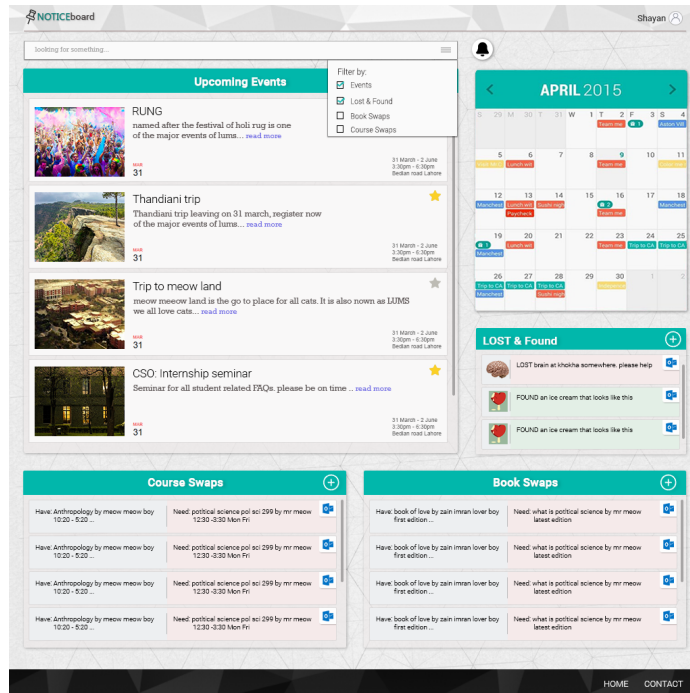 NOTICEboard
Shayan
looking for something...
Filter by:
Events
Lost & Found
Book Swaps
Course Swaps
Upcoming Events
RUNG
named after the festival of holi rug is one
of the major events of lums... read more
MAR
31
31 March - 2 June
3:30pm - 6:30pm
Bedian road Lahore
Thandiani trip
Thandiani trip leaving on 31 march, register now
of the major events of lums... read more
MAR
31
31 March - 2 June
3:30pm - 6:30pm
Bedian road Lahore
Trip to meow land
meow meeow land is the go to place for all cats. It is also nown as LUMS
we all love cats... read more
MAR
31
31 March - 2 June
3:30pm - 6:30pm
Bedian road Lahore
CSO: Internship seminar
Seminar for all student related FAQs. please be on time .. read more
MAR
31
31 March - 2 June
3:30pm - 6:30pm
Bedian road Lahore
APRIL 2015
S 29 M 30 T 31 W 1 T 2 F 3 S 4
Team me 1 Aston Vill
5 6 7 8 9 10 11
Lunch wit Team me
12 13 14 15 16 17 18
Manchest Lunch wit Sushi nigh 2 Manchest
Paycheck Team me
19 20 21 22 23 24 25
1 Lunch wit Team me Trip to CA Trip to CA
Manchest
26 27 28 29 30 1 2
Trip to CA Trip to CA Trip to CA
Manchest Sushi nigh
LOST & Found
LOST brain at khokha somewhere. please help
FOUND an ice cream that looks like this
FOUND an ice cream that looks like this
Course Swaps
Have: Anthropology by meow meow boy
10:20 - 5:20 ...
Need: potitical science pol sci 299 by mr meow
12:30 -3:30 Mon Fri
Have: Anthropology by meow meow boy
10:20 - 5:20 ...
Need: potitical science pol sci 299 by mr meow
12:30 -3:30 Mon Fri
Have: Anthropology by meow meow boy
10:20 - 5:20 ...
Need: potitical science pol sci 299 by mr meow
12:30 -3:30 Mon Fri
Have: Anthropology by meow meow boy
10:20 - 5:20 ...
Need: potitical science pol sci 299 by mr meow
12:30 -3:30 Mon Fri
Book Swaps
Have: book of love by zain imran lover boy
first edition ...
Need: what is potitical science by mr meow
latest edition
Have: book of love by zain imran lover boy
first edition ...
Need: what is potitical science by mr meow
latest edition
Have: book of love by zain imran lover boy
first edition ...
Need: what is potitical science by mr meow
latest edition
Have: book of love by zain imran lover boy
first edition ...
Need: what is potitical science by mr meow
latest edition
HOME CONTACT